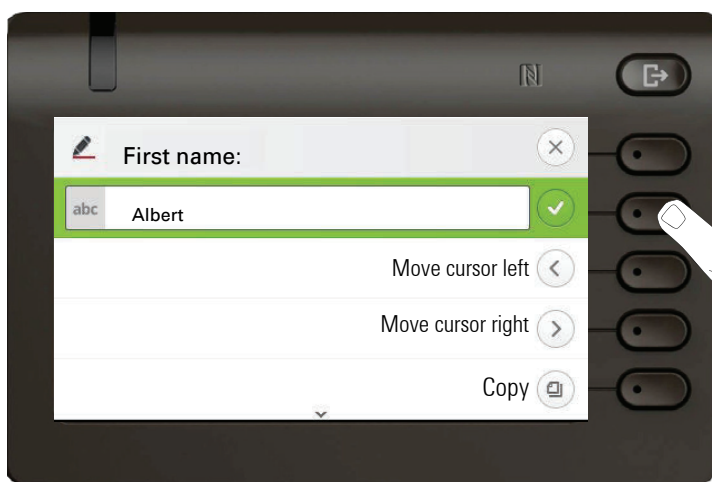 First name:
abc
Albert
Move cursor left
Move cursor right
Copy